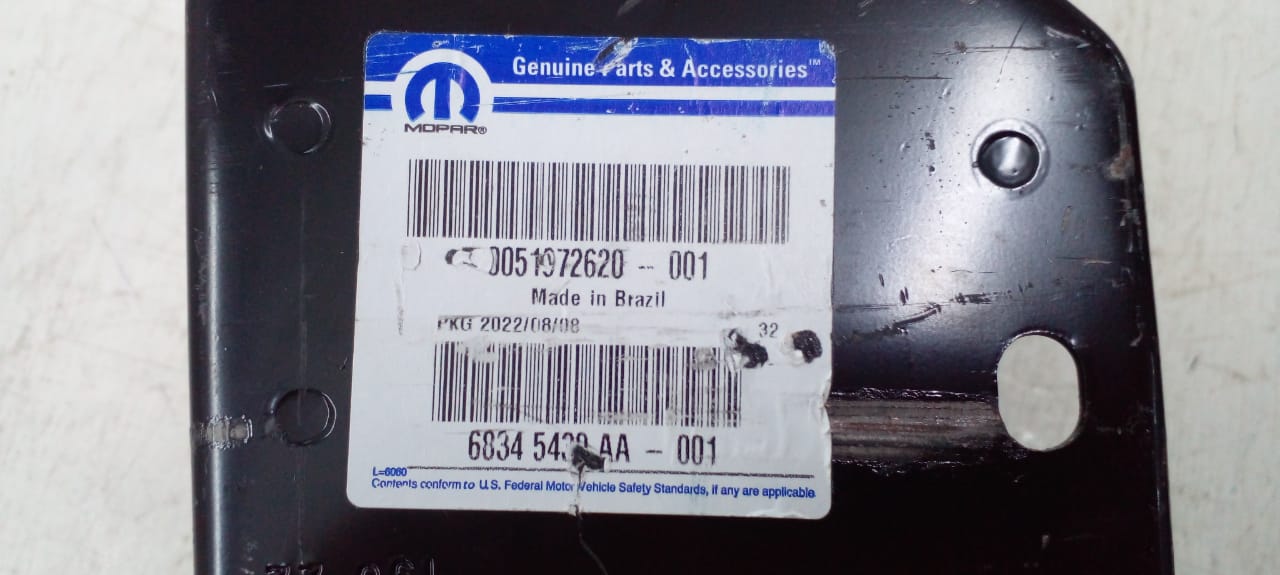 Genuine Parts & Accessories™
MOPAR®
0051972620 - 001
Made in Brazil
PKG 2022/08/08
32
6834 AA - 001
L=6060
Contents conform to U.S. Federal Motor Vehicle Safety Standards, if any are applicable.